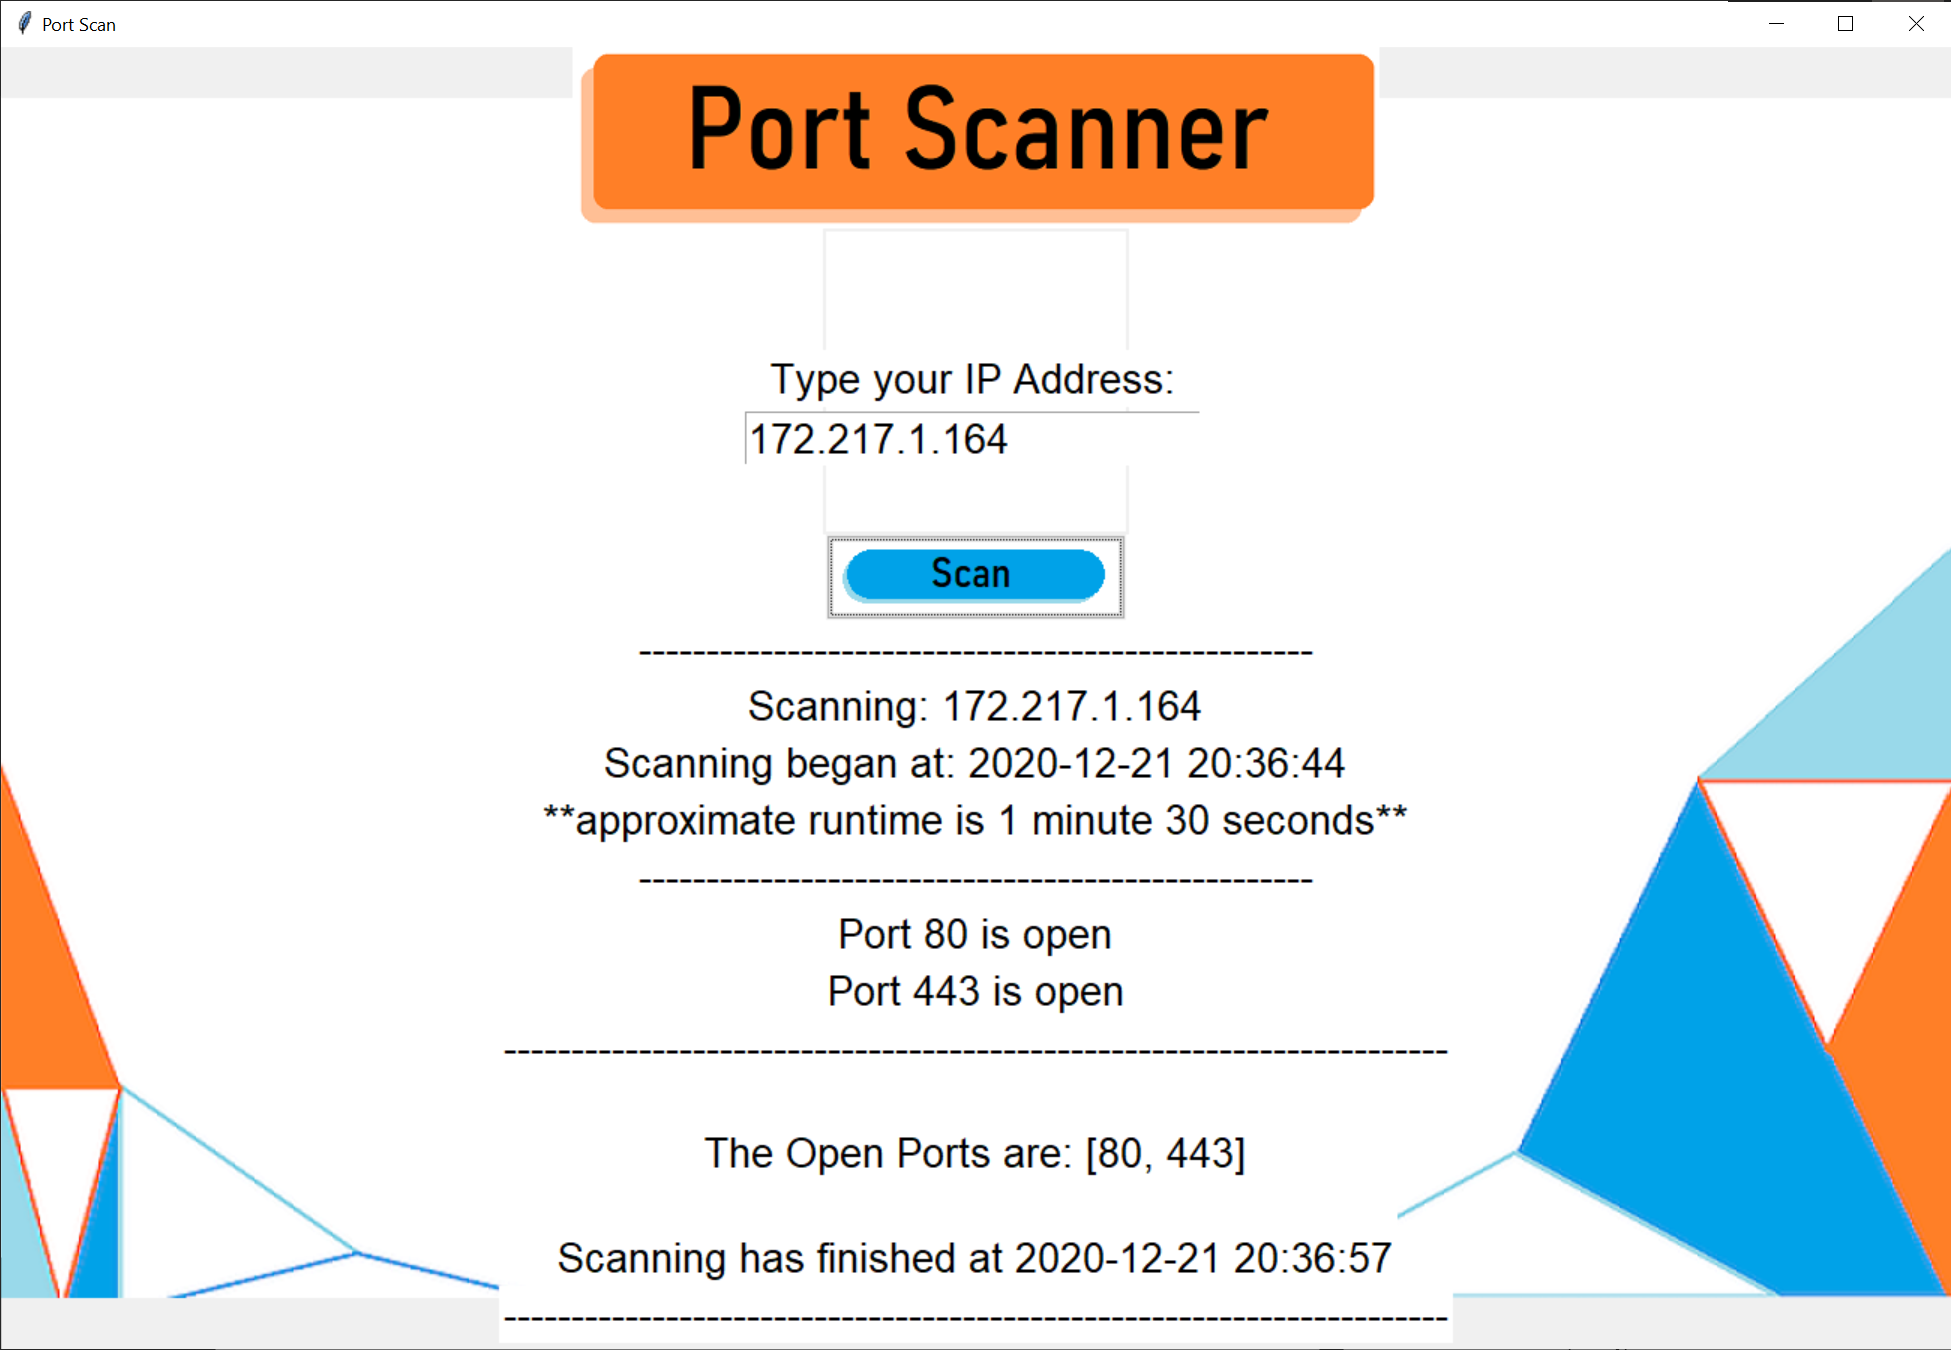 Port Scan
Port Scanner
Type your IP Address:
172.217.1.164
Scan
--------------------------------------------------
Scanning: 172.217.1.164
Scanning began at: 2020-12-21 20:36:44
**approximate runtime is 1 minute 30 seconds**
--------------------------------------------------
Port 80 is open
Port 443 is open
----------------------------------------------------------------------
The Open Ports are: [80, 443]
Scanning has finished at 2020-12-21 20:36:57
----------------------------------------------------------------------